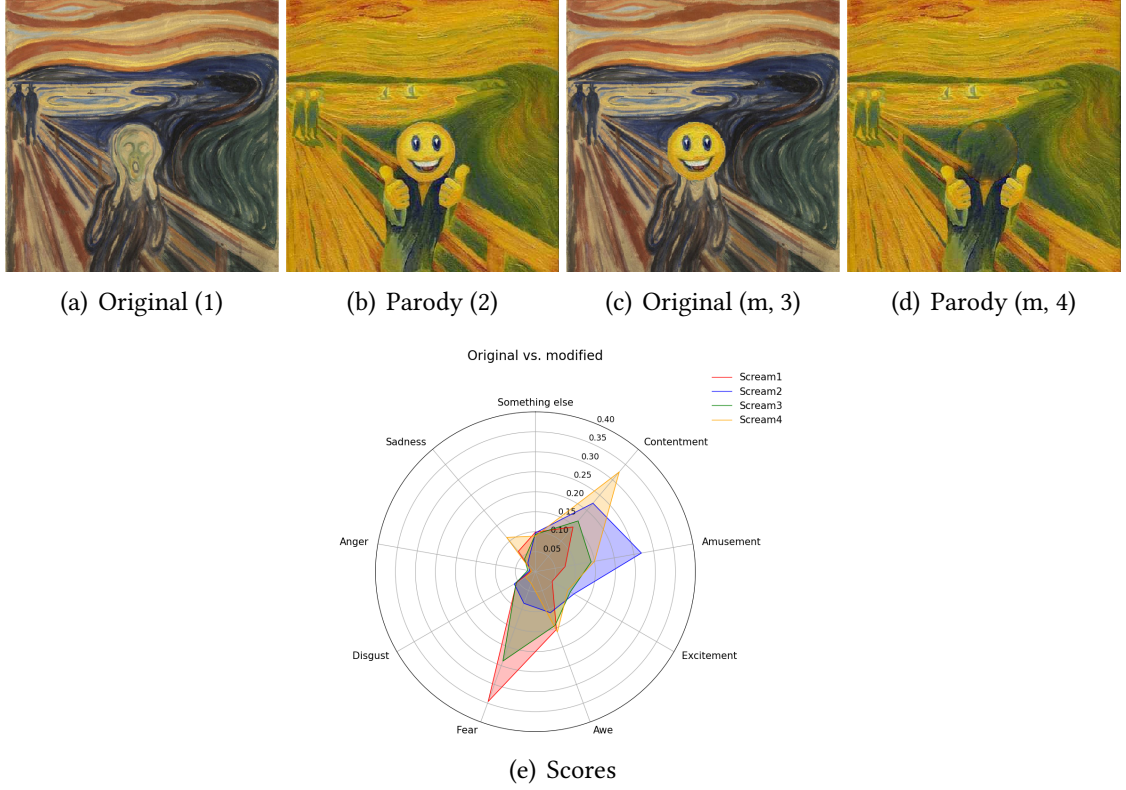 (a) Original (1)
(b) Parody (2)
(c) Original (m, 3)
(d) Parody (m, 4)
Original vs. modified
Scream1
Scream2
Scream3
Scream4
Something else
0.40
0.35
0.30
0.25
0.20
0.15
0.10
0.05
Contentment
Sadness
Anger
Amusement
Disgust
Excitement
Fear
Awe
(e) Scores